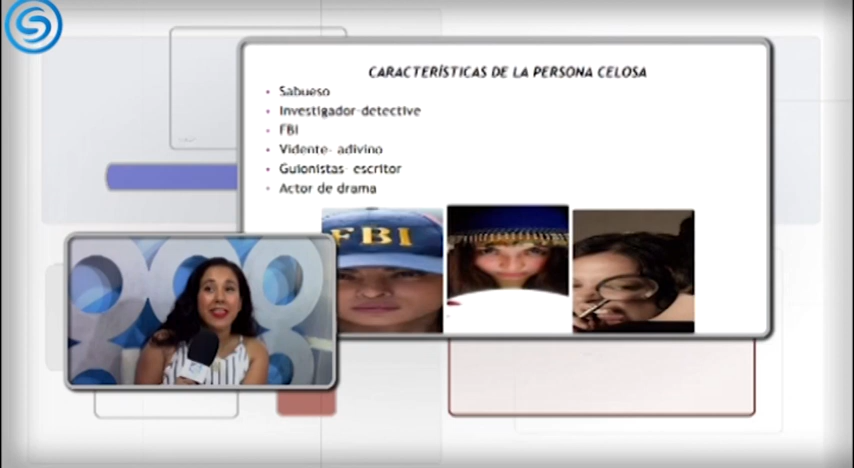 CARACTERÍSTICAS DE LA PERSONA CELOSA
• Sabueso
• Investigador-detective
• FBI
• Vidente- adivino
• Guionistas- escritor
• Actor de drama
FBI